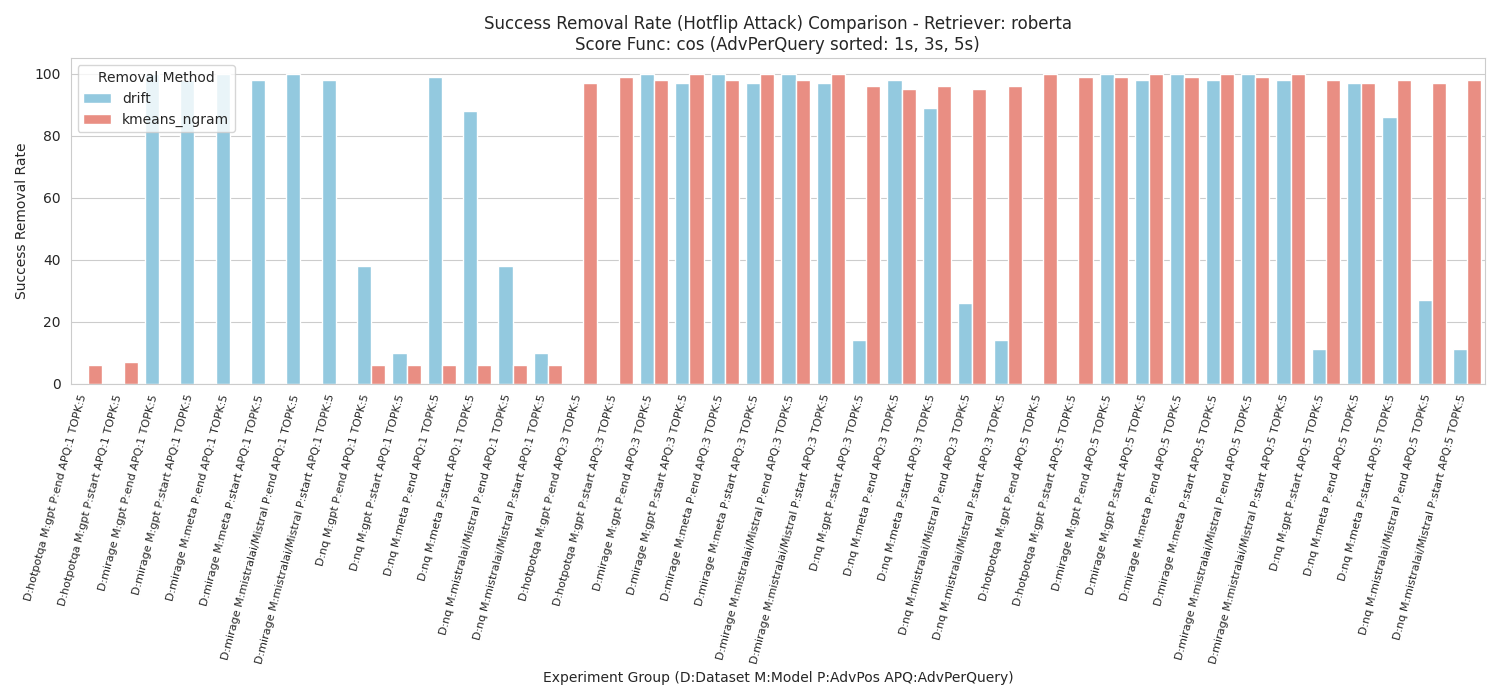 Success Removal Rate (Hotflip Attack) Comparison - Retriever: roberta
Score Func: cos (AdvPerQuery sorted: 1s, 3s, 5s)
Removal Method
drift
kmeans_ngram
Success Removal Rate
100
80
60
40
20
0
D:hotpotqa M:gpt P:end APQ:1 TOPK:5
D:hotpotqa M:gpt P:start APQ:1 TOPK:5
D:mirage M:gpt P:end APQ:1 TOPK:5
D:mirage M:gpt P:start APQ:1 TOPK:5
D:mirage M:meta P:end APQ:1 TOPK:5
D:mirage M:meta P:start APQ:1 TOPK:5
D:mirage M:mistralai/Mistral P:end APQ:1 TOPK:5
D:mirage M:mistralai/Mistral P:start APQ:1 TOPK:5
D:nq M:gpt P:end APQ:1 TOPK:5
D:nq M:gpt P:start APQ:1 TOPK:5
D:nq M:meta P:end APQ:1 TOPK:5
D:nq M:meta P:start APQ:1 TOPK:5
D:nq M:mistralai/Mistral P:end APQ:1 TOPK:5
D:nq M:mistralai/Mistral P:start APQ:1 TOPK:5
D:hotpotqa M:gpt P:end APQ:3 TOPK:5
D:hotpotqa M:gpt P:start APQ:3 TOPK:5
D:mirage M:gpt P:end APQ:3 TOPK:5
D:mirage M:gpt P:start APQ:3 TOPK:5
D:mirage M:meta P:end APQ:3 TOPK:5
D:mirage M:meta P:start APQ:3 TOPK:5
D:mirage M:mistralai/Mistral P:end APQ:3 TOPK:5
D:mirage M:mistralai/Mistral P:start APQ:3 TOPK:5
D:nq M:gpt P:start APQ:3 TOPK:5
D:nq M:meta P:end APQ:3 TOPK:5
D:nq M:meta P:start APQ:3 TOPK:5
D:nq M:mistralai/Mistral P:end APQ:3 TOPK:5
D:nq M:mistralai/Mistral P:start APQ:3 TOPK:5
D:hotpotqa M:gpt P:end APQ:5 TOPK:5
D:hotpotqa M:gpt P:start APQ:5 TOPK:5
D:mirage M:gpt P:end APQ:5 TOPK:5
D:mirage M:gpt P:start APQ:5 TOPK:5
D:mirage M:meta P:end APQ:5 TOPK:5
D:mirage M:meta P:start APQ:5 TOPK:5
D:mirage M:mistralai/Mistral P:end APQ:5 TOPK:5
D:mirage M:mistralai/Mistral P:start APQ:5 TOPK:5
D:nq M:gpt P:start APQ:5 TOPK:5
D:nq M:meta P:end APQ:5 TOPK:5
D:nq M:meta P:start APQ:5 TOPK:5
D:nq M:mistralai/Mistral P:end APQ:5 TOPK:5
D:nq M:mistralai/Mistral P:start APQ:5 TOPK:5
Experiment Group (D:Dataset M:Model P:AdvPos APQ:AdvPerQuery)